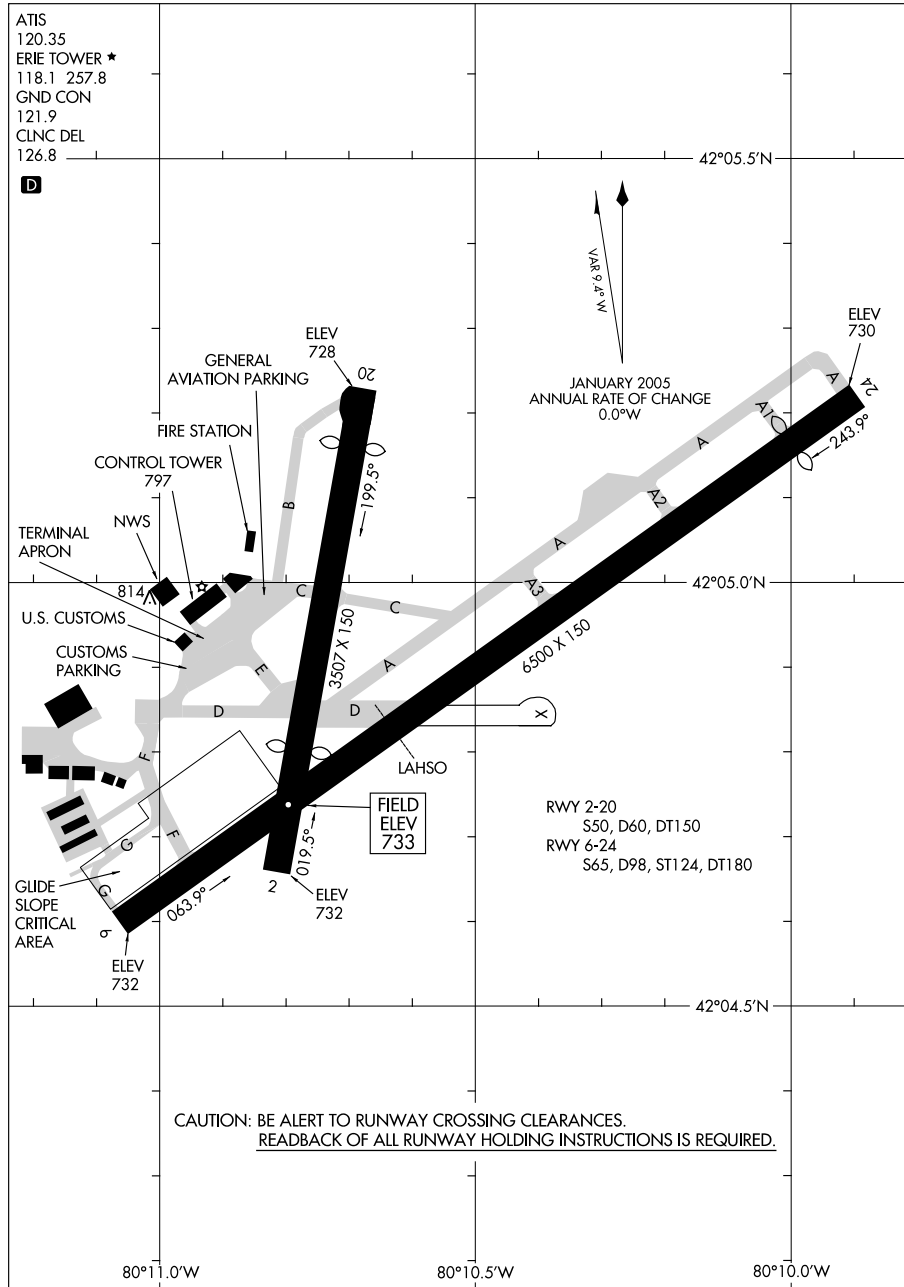 ATIS
120.35
ERIE TOWER ★
118.1 257.8
GND CON
121.9
CLNC DEL
126.8
D
42°05.5'N
VAR 9.4° W
JANUARY 2005
ANNUAL RATE OF CHANGE
0.0°W
ELEV
730
ELEV
728
GENERAL
AVIATION PARKING
FIRE STATION
CONTROL TOWER
797
NWS
TERMINAL
APRON
814
U.S. CUSTOMS
CUSTOMS
PARKING
20
24
A
A1
A
243.9°
199.5°
B
A2
A
A3
42°05.0'N
C
C
A
E
3507 X 150
6500 X 150
D
D
X
LAHSO
F
F
FIELD
ELEV
733
RWY 2-20
S50, D60, DT150
RWY 6-24
S65, D98, ST124, DT180
G
G
GLIDE
SLOPE
CRITICAL
AREA
063.9°
019.5°
2
6
ELEV
732
ELEV
732
42°04.5'N
CAUTION: BE ALERT TO RUNWAY CROSSING CLEARANCES.
READBACK OF ALL RUNWAY HOLDING INSTRUCTIONS IS REQUIRED.
80°11.0'W
80°10.5'W
80°10.0'W